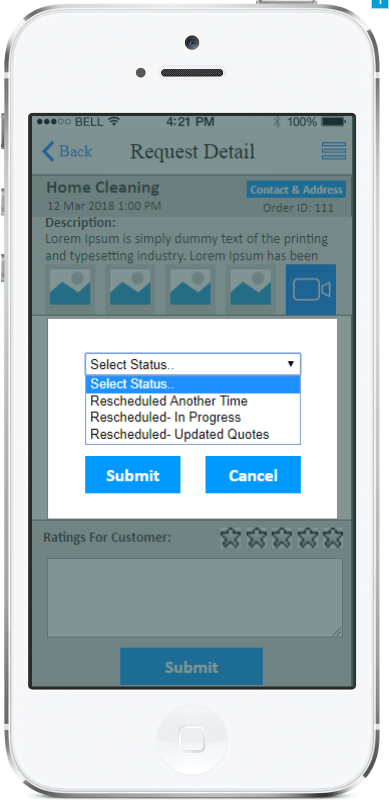 BELL 4:21 PM 100%
Back Request Detail
Home Cleaning Contact & Address
12 Mar 2018 1:00 PM Order ID: 111
Description:
Lorem Ipsum is simply dummy text of the printing
and typesetting industry. Lorem Ipsum has been
Select Status..
Select Status..
Rescheduled Another Time
Rescheduled- In Progress
Rescheduled- Updated Quotes
Submit Cancel
Ratings For Customer:
Submit